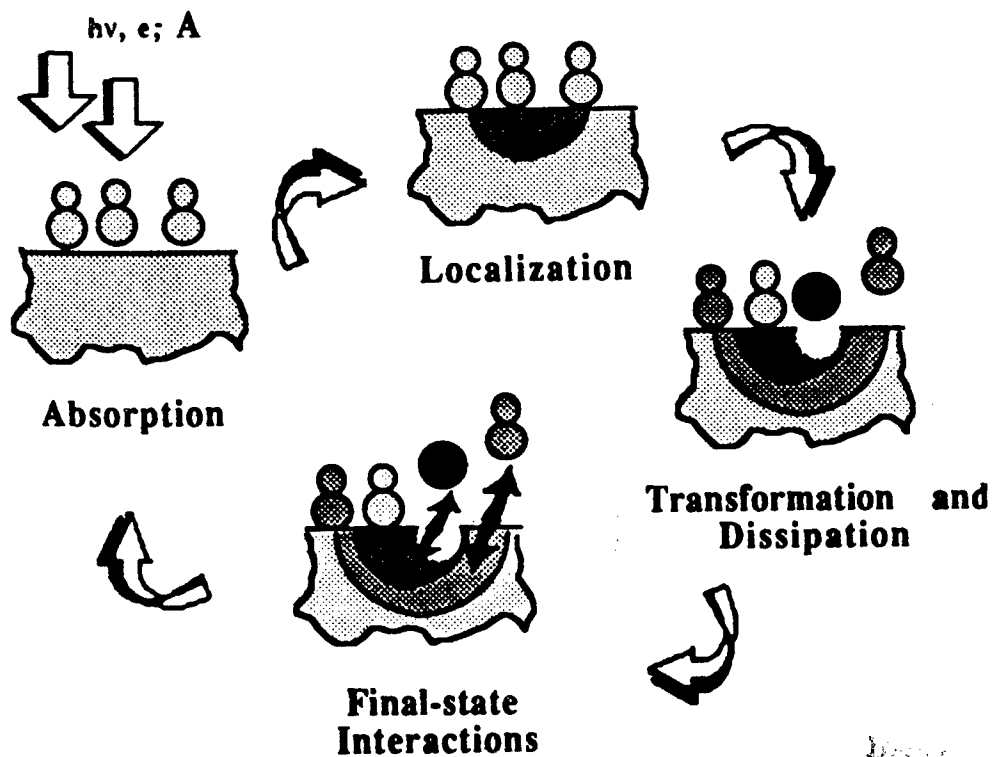 hν, e; A
Localization
Absorption
Transformation and
Dissipation
Final-state
Interactions